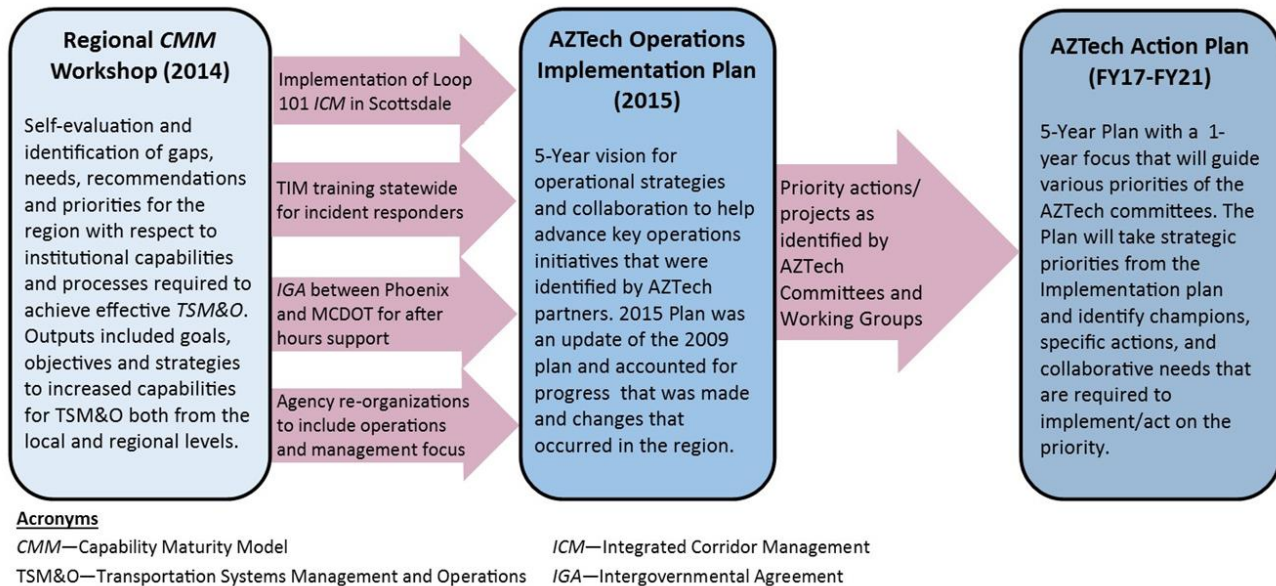 Regional CMM
Workshop (2014)
Self-evaluation and
identification of gaps,
needs, recommendations
and priorities for the
region with respect to
institutional capabilities
and processes required to
achieve effective TSM&O.
Outputs included goals,
objectives and strategies
to increased capabilities
for TSM&O both from the
local and regional levels.
Implementation of Loop
101 ICM in Scottsdale
TIM training statewide
for incident responders
IGA between Phoenix
and MCDOT for after
hours support
Agency re-organizations
to include operations
and management focus
AZTech Operations
Implementation Plan
(2015)
5-Year vision for
operational strategies
and collaboration to help
advance key operations
initiatives that were
identified by AZTech
partners. 2015 Plan was
an update of the 2009
plan and accounted for
progress that was made
and changes that
occurred in the region.
Priority actions/
projects as
identified by
AZTech
Committees and
Working Groups
AZTech Action Plan
(FY17-FY21)
5-Year Plan with a 1-
year focus that will guide
various priorities of the
AZTech committees. The
Plan will take strategic
priorities from the
Implementation plan
and identify champions,
specific actions, and
collaborative needs that
are required to
implement/act on the
priority.
Acronyms
CMM—Capability Maturity Model
ICM—Integrated Corridor Management
TSM&O—Transportation Systems Management and Operations
IGA—Intergovernmental Agreement